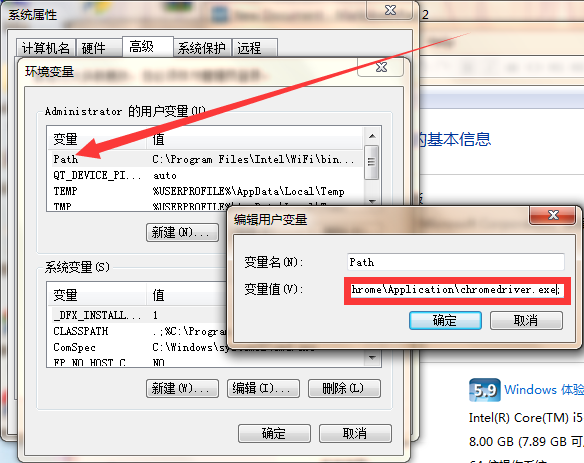 系统属性
2
计算机名 硬件 高级 系统保护 远程
环境变量
的基本信息
Administrator 的用户变量(U)
变量 值
Path C:\Program Files\Intel\WiFi\bin...
QT_DEVICE_PI... auto
TEMP %USERPROFILE%\AppData\Local\Temp
TMP %USERPROFILE%\AppData\Local\Temp
新建(N)...
编辑用户变量
变量名(N): Path
变量值(V): hrome\Application\chromedriver.exe;
确定 取消
系统变量(S)
变量 值
_DFX_INSTALL... 1
CLASSPATH .;%C:\Progra
ComSpec C:\Windows\sys
FP_NO_HOST_C... NO
新建(W)... 编辑(I)... 删除(L)
确定 取消
5.9 Windows 体验
Intel(R) Core(TM) i5
8.00 GB (7.89 GB 可